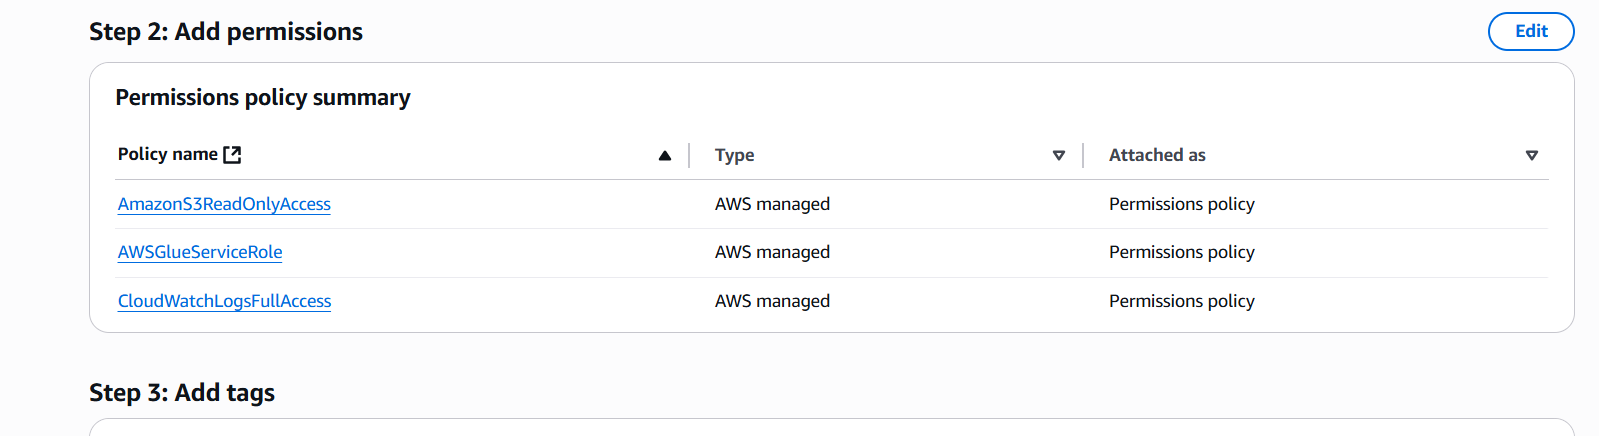 Step 2: Add permissions
Edit
Permissions policy summary
Policy name Type Attached as
AmazonS3ReadOnlyAccess AWS managed Permissions policy
AWSGlueServiceRole AWS managed Permissions policy
CloudWatchLogsFullAccess AWS managed Permissions policy
Step 3: Add tags